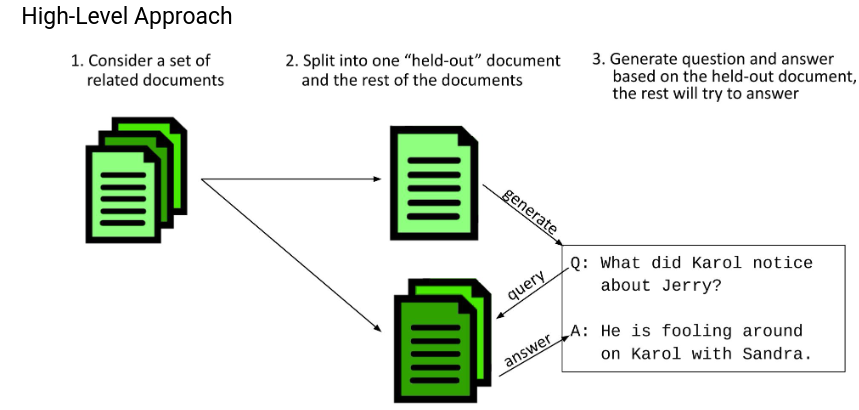 High-Level Approach
1. Consider a set of
related documents
2. Split into one “held-out” document
and the rest of the documents
3. Generate question and answer
based on the held-out document,
the rest will try to answer
generate
query
answer
Q: What did Karol notice
about Jerry?
A: He is fooling around
on Karol with Sandra.